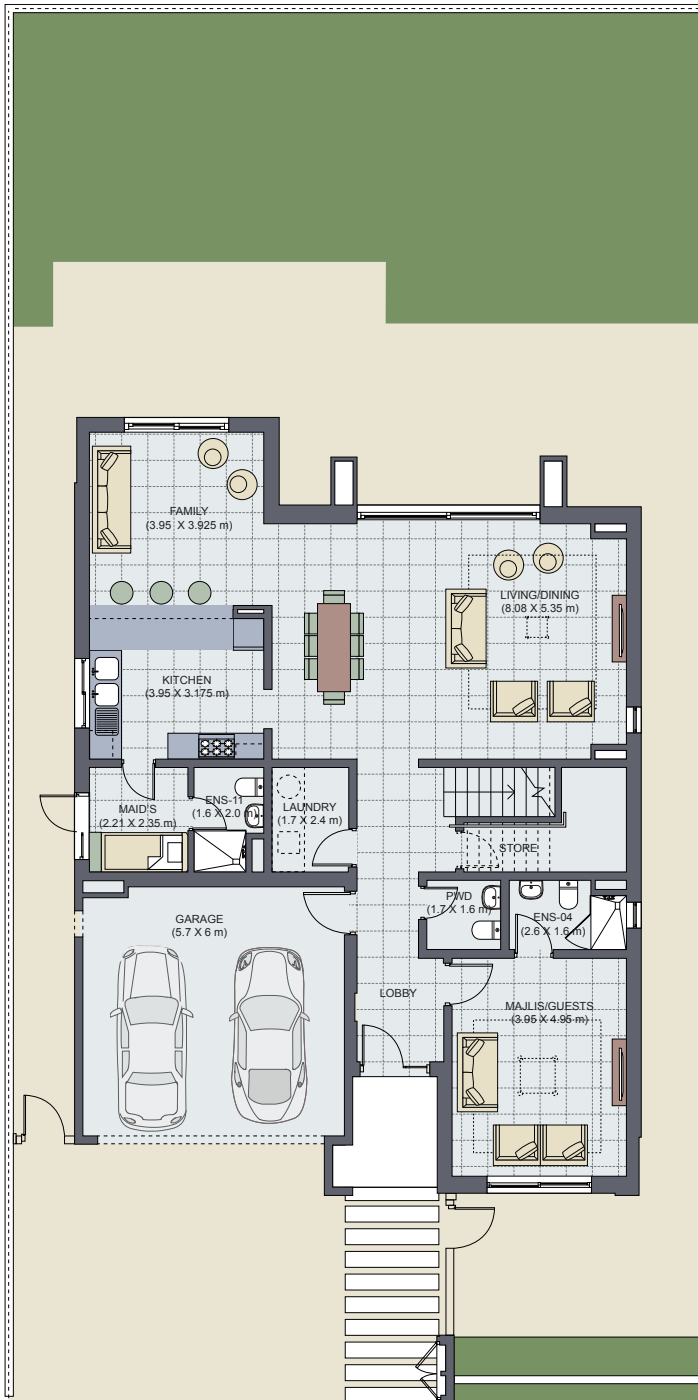 FAMILY
(3.95 X 3.925 m)
LIVING/DINING
(8.08 X 5.35 m)
KITCHEN
(3.95 X 3.175 m)
MAID'S
(2.21 X 2.35 m)
ENS-11
(1.6 X 2.0 m)
LAUNDRY
(1.7 X 2.4 m)
STORE
PWD
(1.7 X 1.6 m)
ENS-04
(2.6 X 1.6 m)
GARAGE
(5.7 X 6 m)
LOBBY
MAJLIS/GUESTS
(3.95 X 4.95 m)